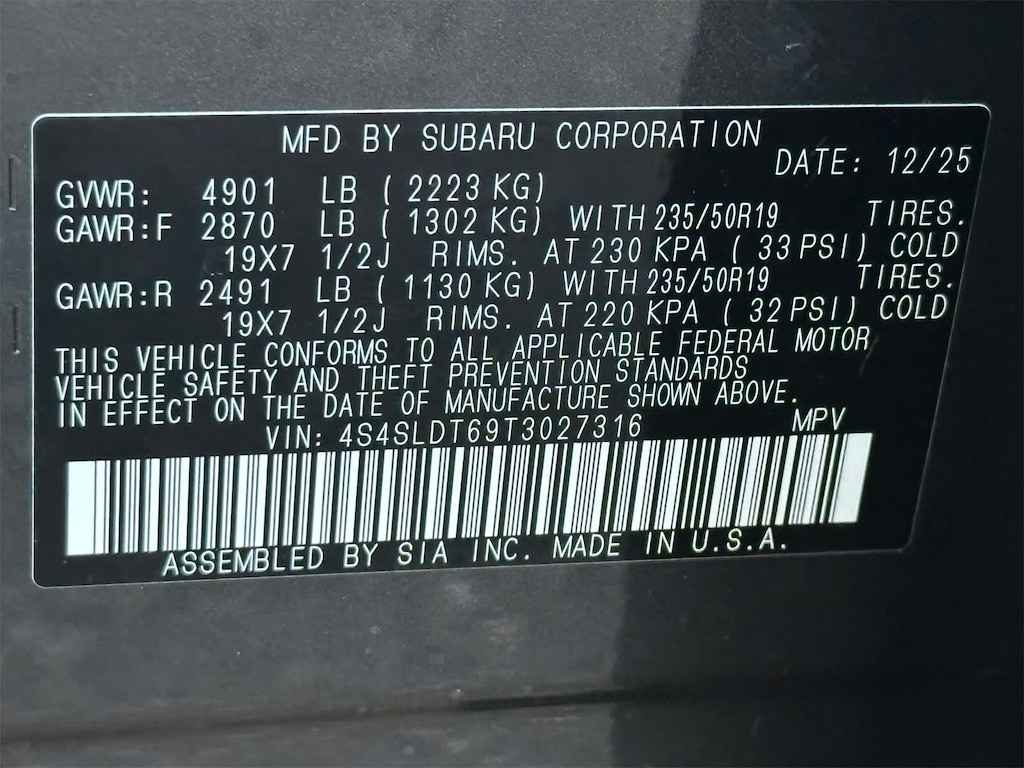 MFD BY SUBARU CORPORATION
DATE: 12/25
GVWR: 4901 LB ( 2223 KG)
GAWR:F 2870 LB ( 1302 KG) WITH 235/50R19 TIRES.
19X7 1/2J RIMS. AT 230 KPA ( 33 PSI) COLD
GAWR:R 2491 LB ( 1130 KG) WITH 235/50R19 TIRES.
19X7 1/2J RIMS. AT 220 KPA ( 32 PSI) COLD
THIS VEHICLE CONFORMS TO ALL APPLICABLE FEDERAL MOTOR
VEHICLE SAFETY AND THEFT PREVENTION STANDARDS
IN EFFECT ON THE DATE OF MANUFACTURE SHOWN ABOVE.
VIN: 4S4SLDT69T3027316 MPV
ASSEMBLED BY SIA INC. MADE IN U.S.A.